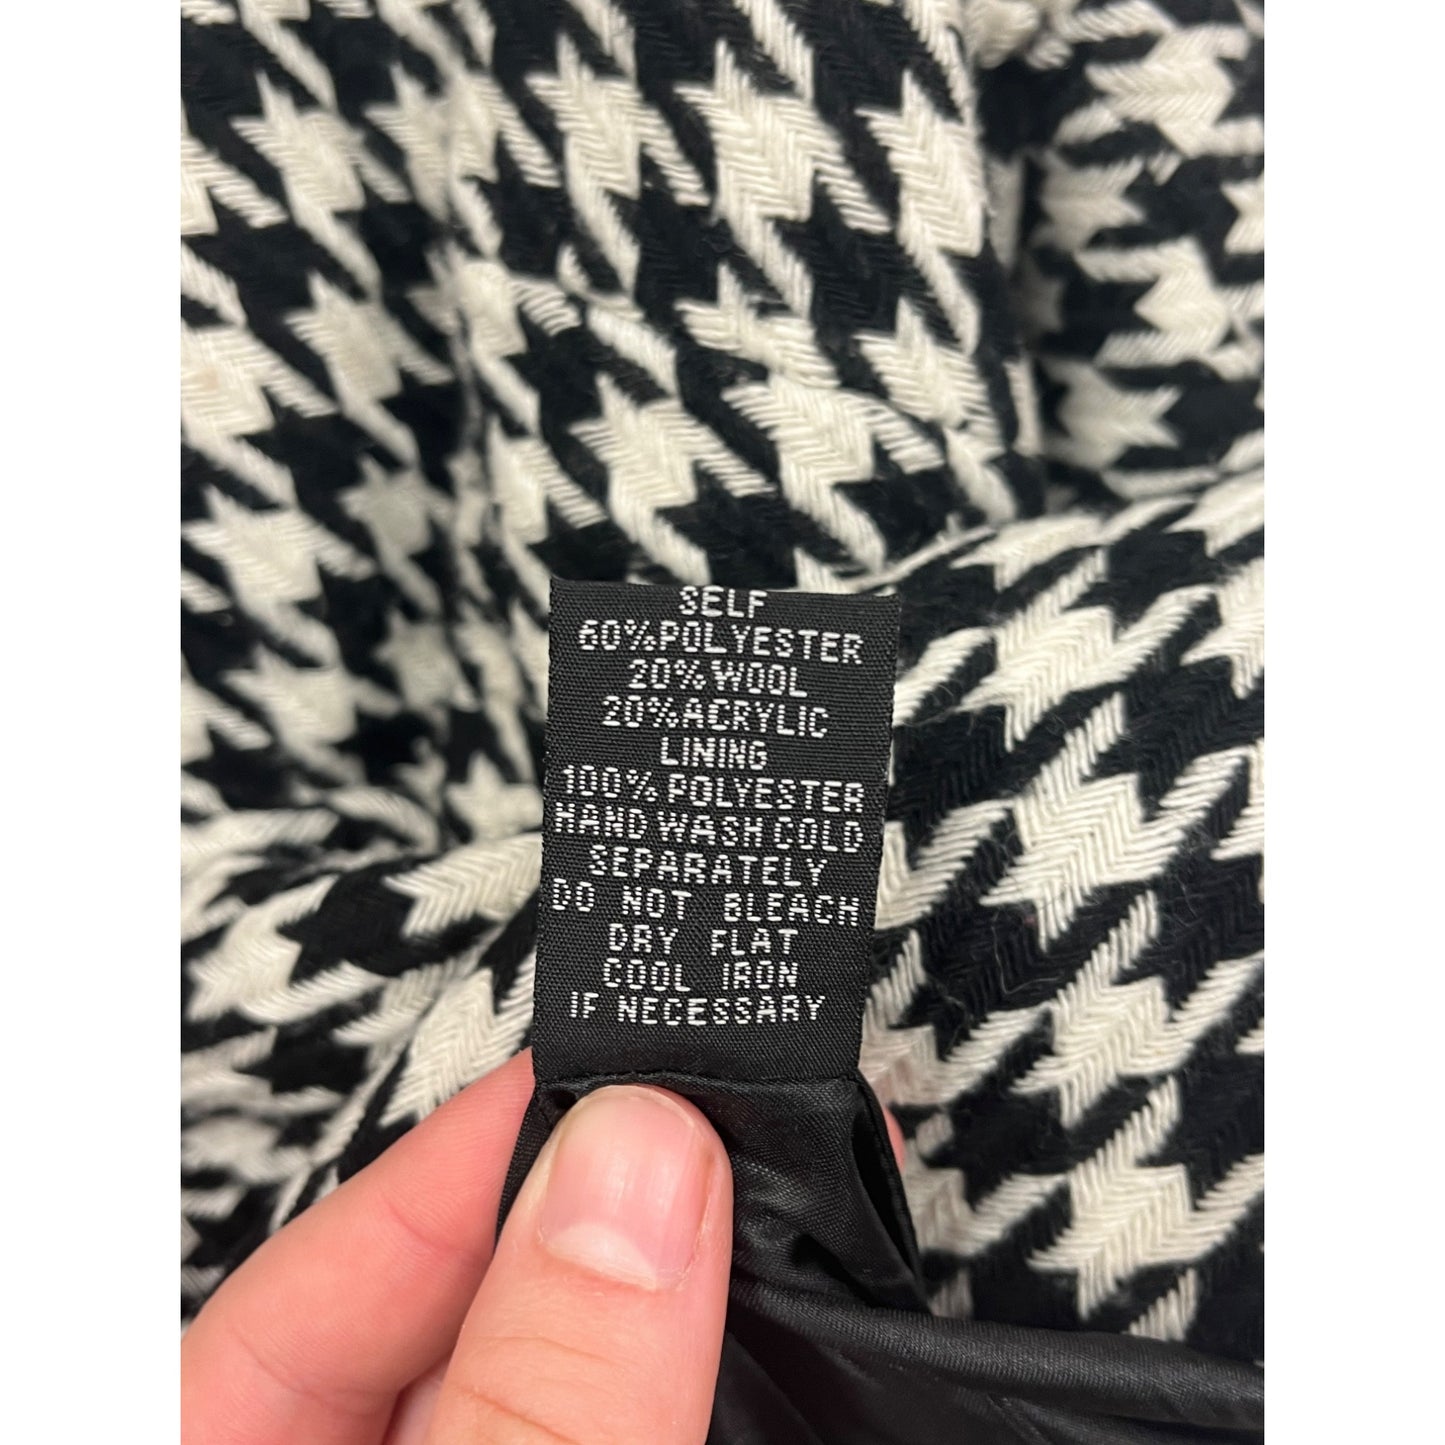 SELF
60%POLYESTER
20%WOOL
20%ACRYLIC
LINING
100% POLYESTER
HAND WASH COLD
SEPARATELY
DO NOT BLEACH
DRY FLAT
COOL IRON
IF NECESSARY